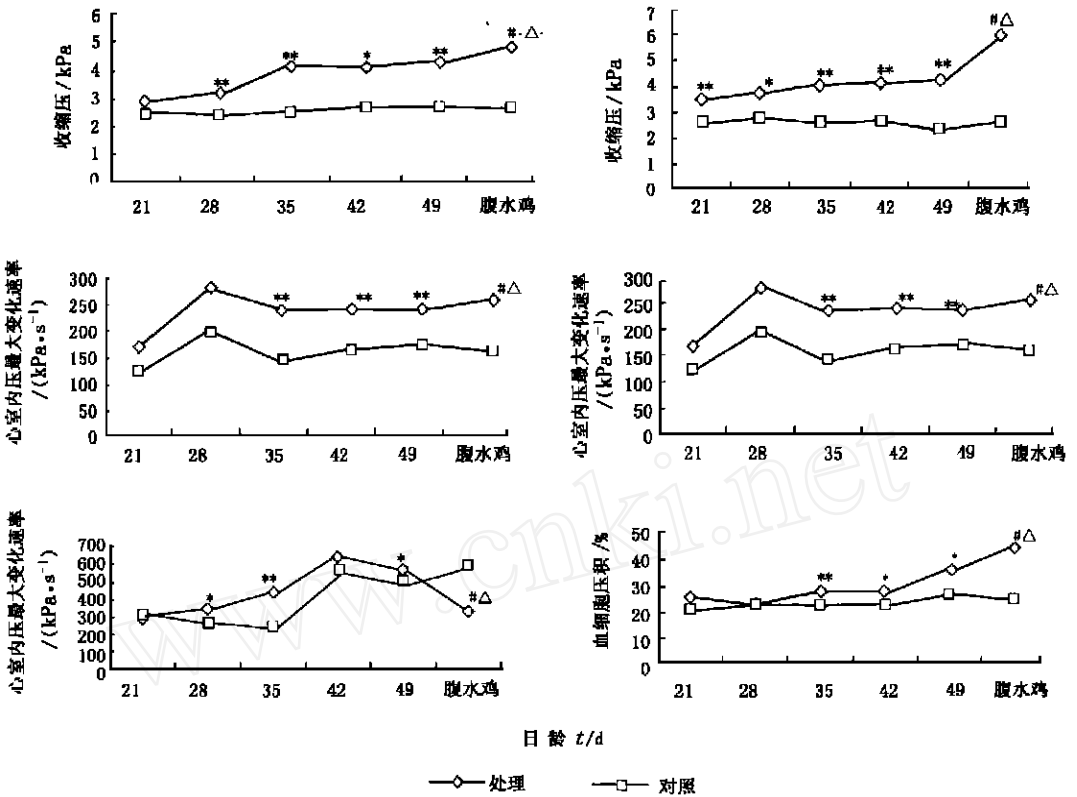 收缩压/kPa
6
5
4
3
2
1
0
** ** * ** #△
21 28 35 42 49 腹水鸡
收缩压/kPa
7
6
5
4
3
2
1
0
** * ** ** ** #△
21 28 35 42 49 腹水鸡
心室内压最大变化速率
/(kPa•s⁻¹)
300
250
200
150
100
50
0
** ** ** #△
21 28 35 42 49 腹水鸡
心室内压最大变化速率
/(kPa•s⁻¹)
300
250
200
150
100
50
0
** ** ** #△
21 28 35 42 49 腹水鸡
心室内压最大变化速率
/(kPa•s⁻¹)
700
600
500
400
300
200
100
0
* ** * #△
21 28 35 42 49 腹水鸡
血细胞压积/%
50
40
30
20
10
0
** * * #△
21 28 35 42 49 腹水鸡
www.cnki.net
日龄 t/d
处理 对照